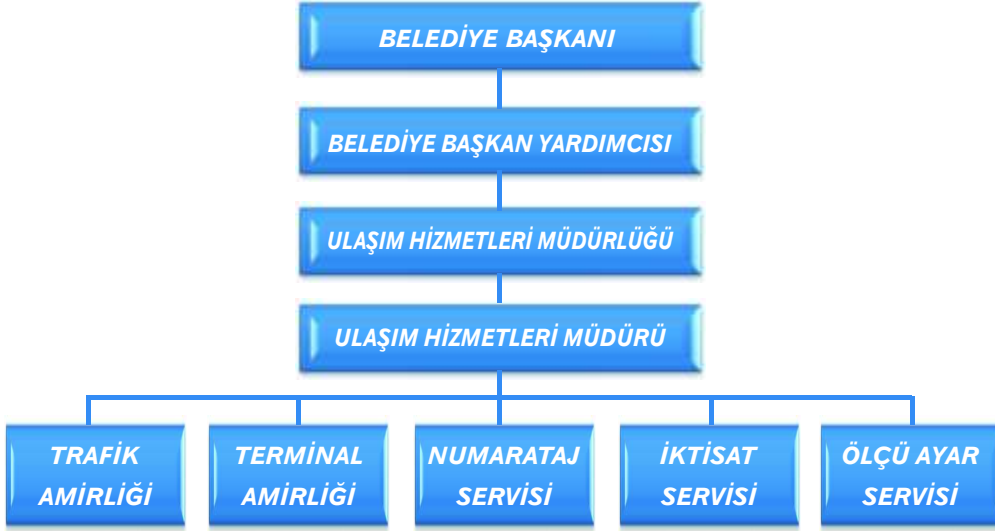 BELEDİYE BAŞKANI
BELEDİYE BAŞKAN YARDIMCISI
ULAŞIM HİZMETLERİ MÜDÜRLÜĞÜ
ULAŞIM HİZMETLERİ MÜDÜRÜ
TRAFİK
AMİRLİĞİ
TERMİNAL
AMİRLİĞİ
NUMARATAJ
SERVİSİ
İKTİSAT
SERVİSİ
ÖLÇÜ AYAR
SERVİSİ